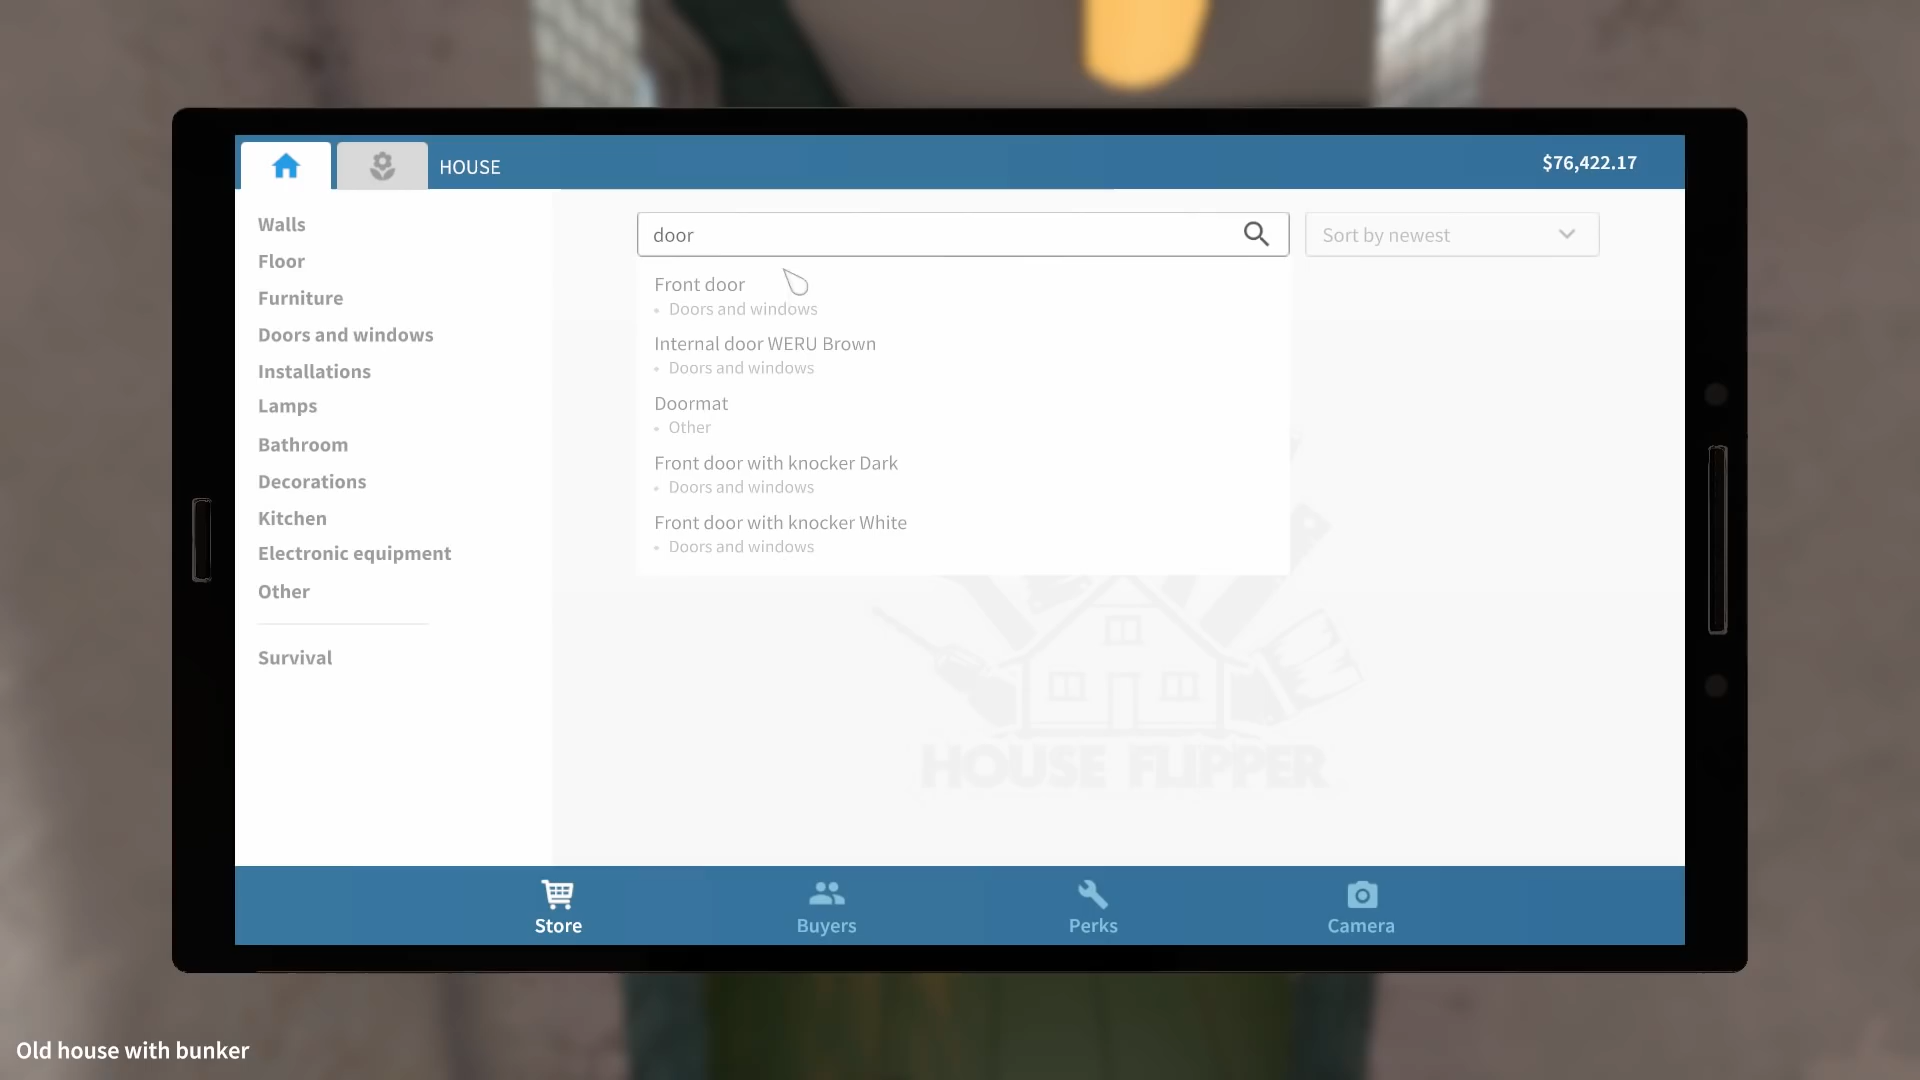 HOUSE
$76,422.17
Walls
Floor
Furniture
Doors and windows
Installations
Lamps
Bathroom
Decorations
Kitchen
Electronic equipment
Other
Survival
door
Sort by newest
Front door
Doors and windows
Internal door WERU Brown
Doors and windows
Doormat
Other
Front door with knocker Dark
Doors and windows
Front door with knocker White
Doors and windows
HOUSE FLIPPER
Store
Buyers
Perks
Camera
Old house with bunker